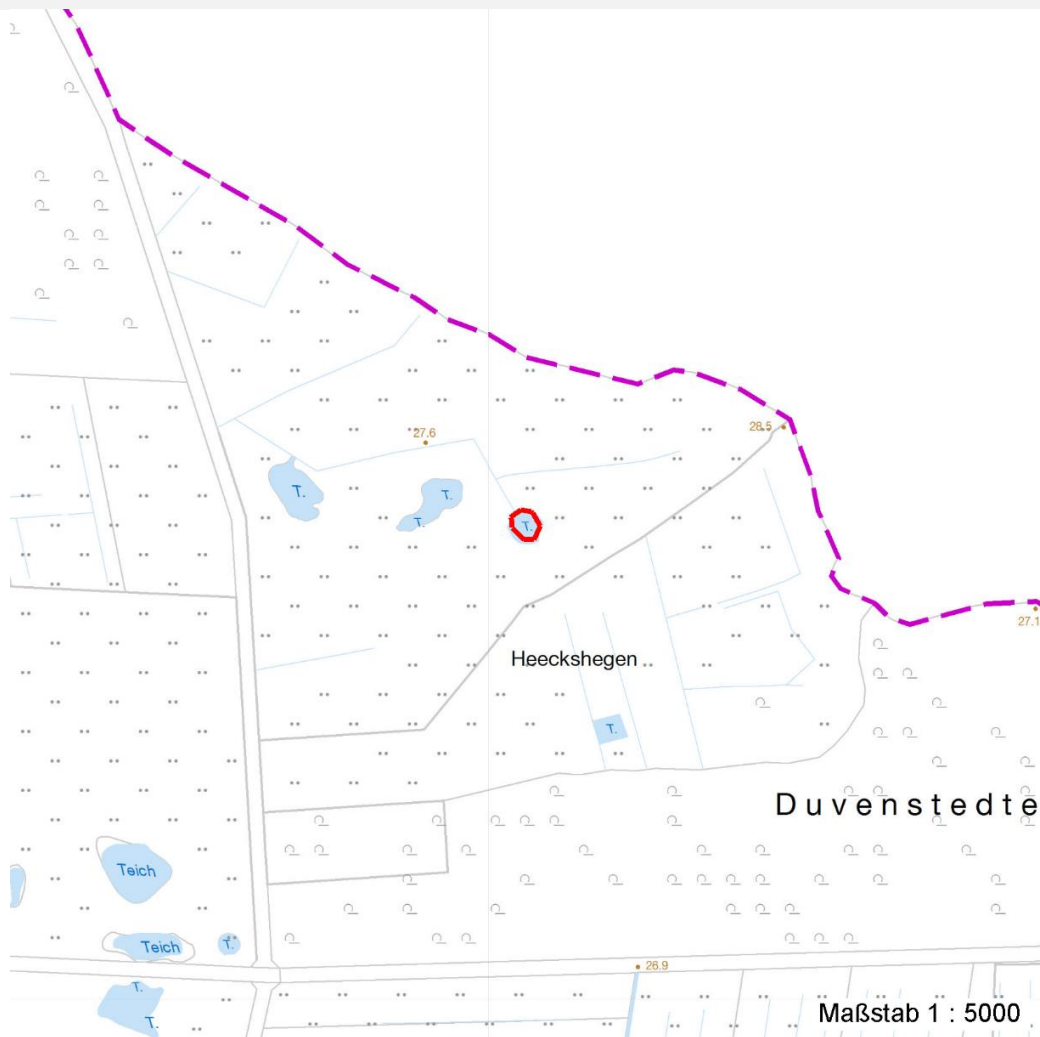 27.6
28.5
T.
T.
T.
T.
27.1
Heeckshegen
T.
Duvenstedte
Teich
Teich
T.
26.9
T.
T.
Maßstab 1 : 5000